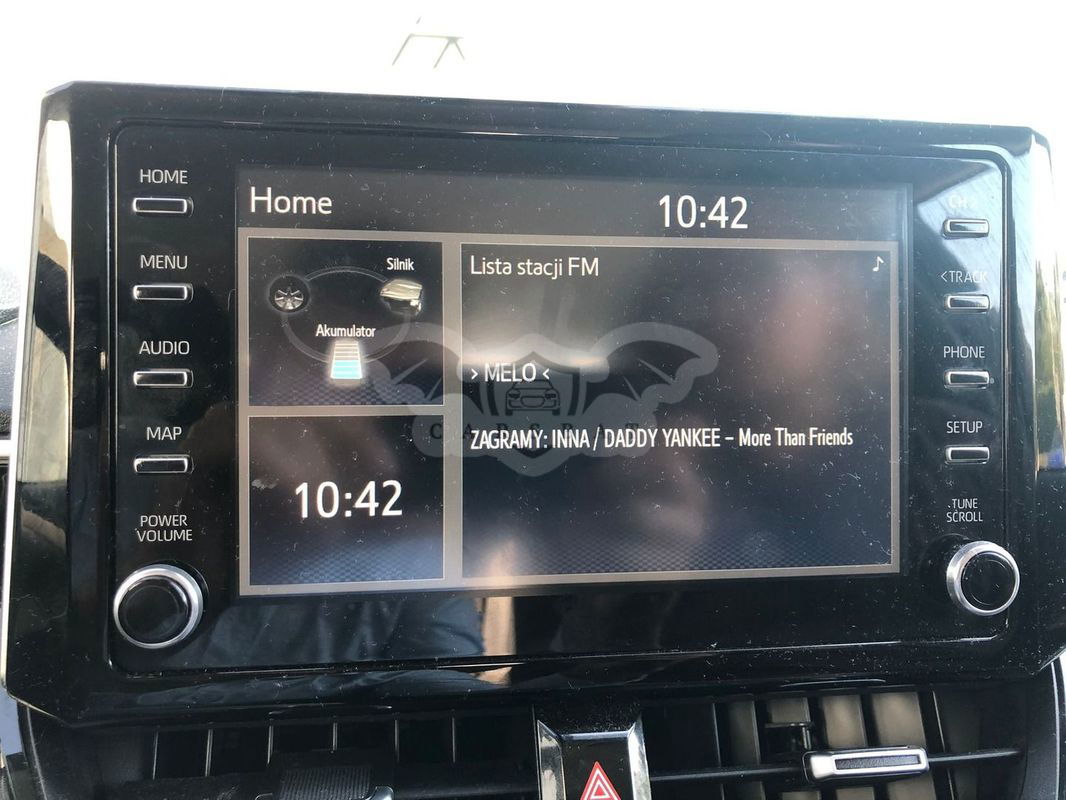 HOME
MENU
AUDIO
MAP
POWER
VOLUME
Home
10:42
Silnik
Akumulator
10:42
Lista stacji FM
> MELO <
ZAGRAMY: INNA / DADDY YANKEE – More Than Friends
CH >
< TRACK
PHONE
SETUP
TUNE
SCROLL